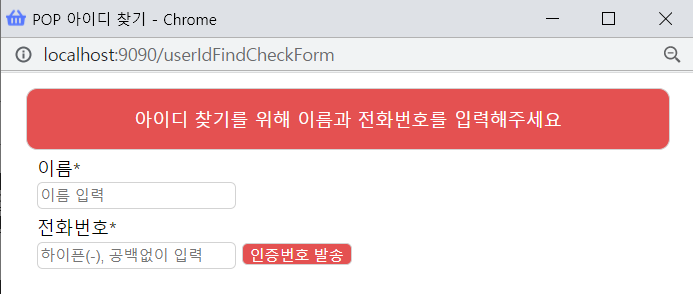 POP 아이디 찾기 - Chrome
localhost:9090/userIdFindCheckForm
아이디 찾기를 위해 이름과 전화번호를 입력해주세요
이름*
이름 입력
전화번호*
하이픈(-), 공백없이 입력 인증번호 발송